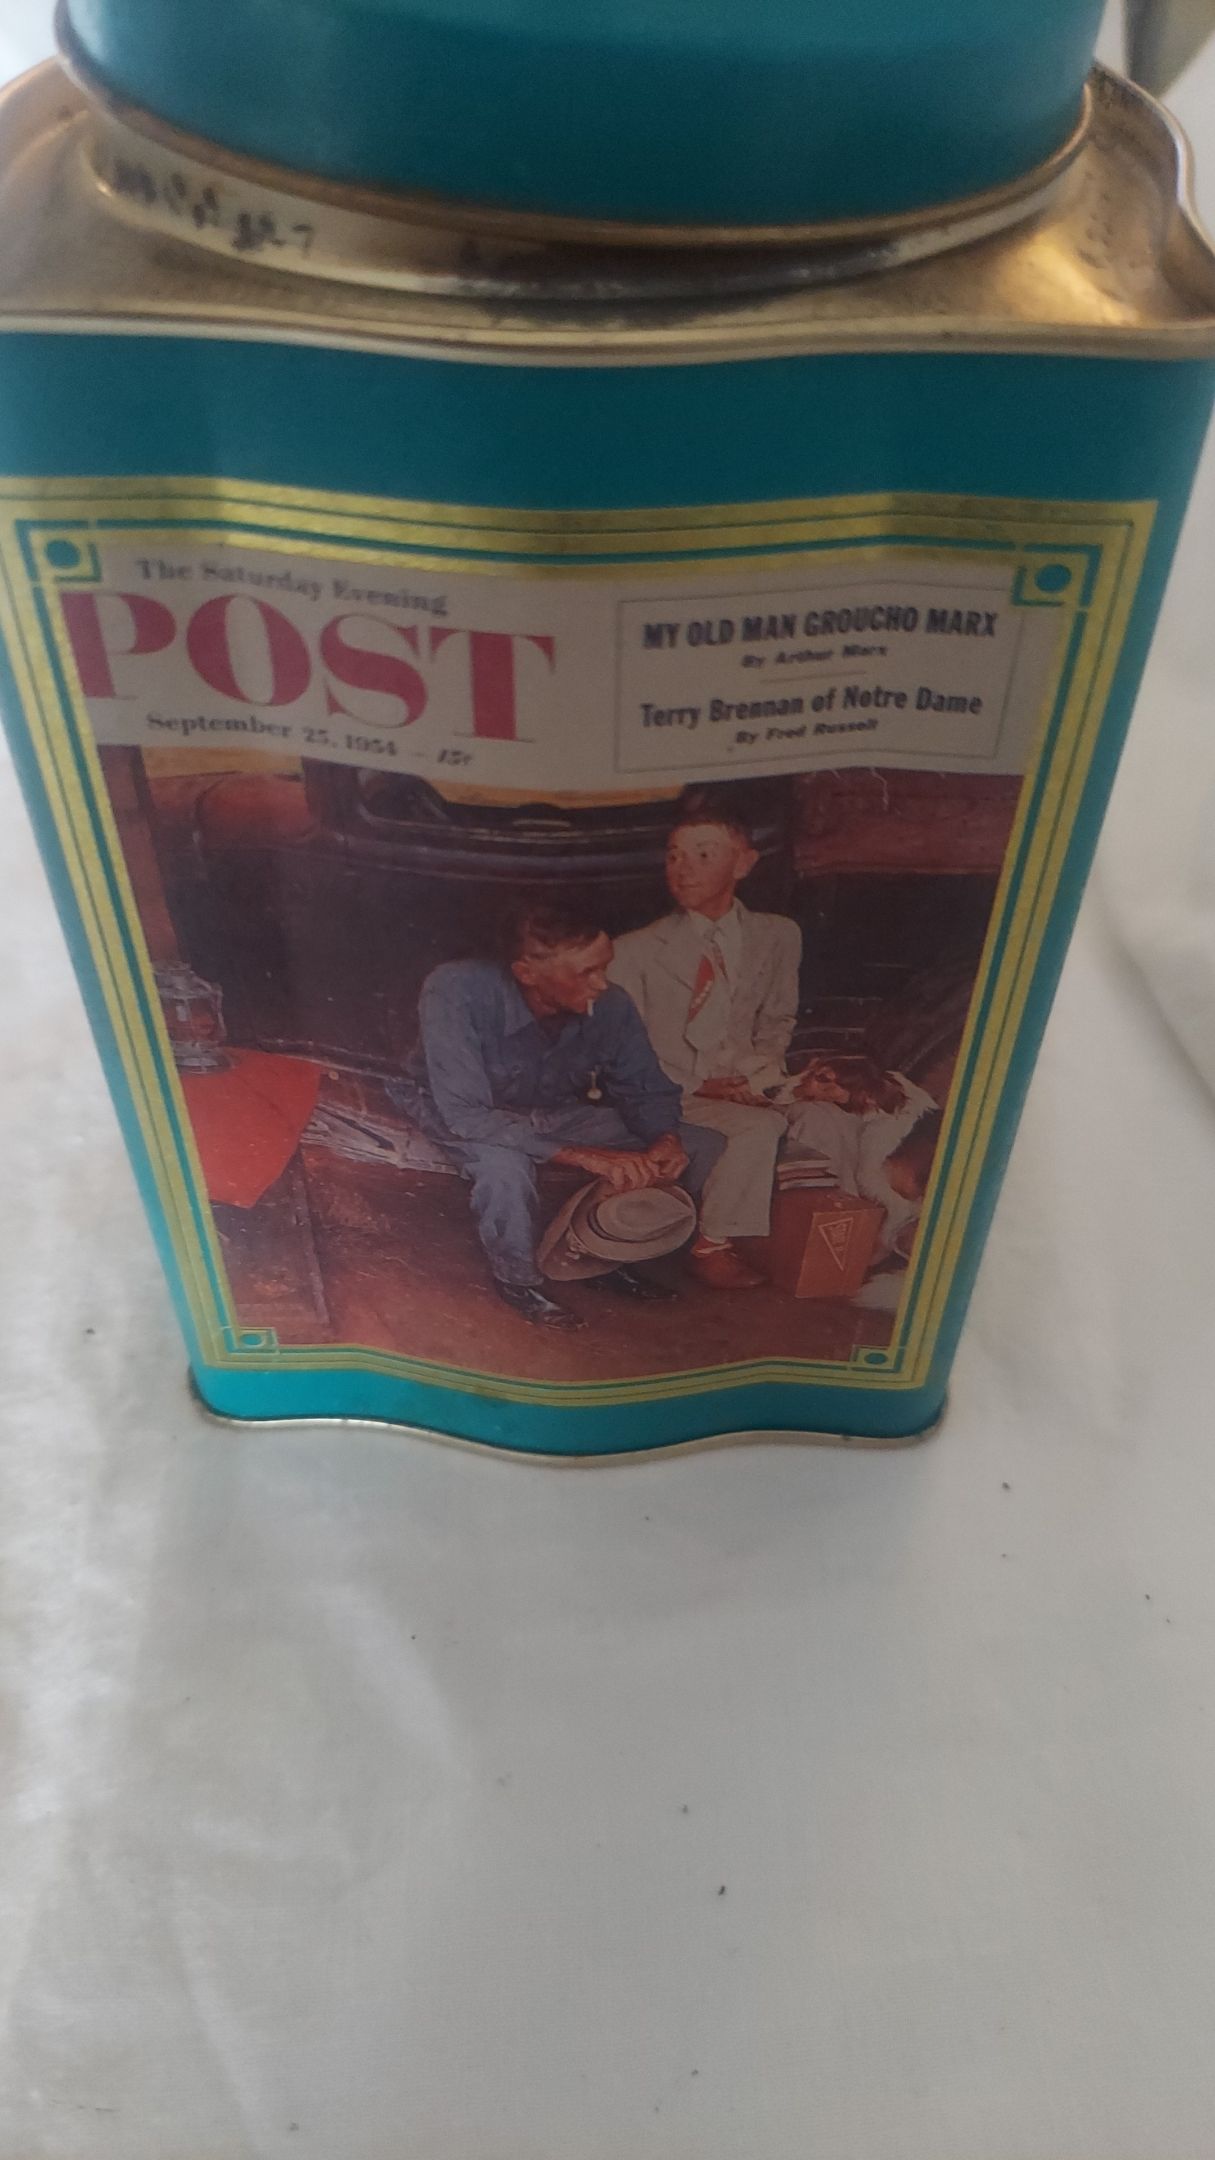 The Saturday Evening
POST
September 25, 1954 – 15¢
MY OLD MAN GROUCHO MARX
By Arthur Marx
Terry Brennan of Notre Dame
By Fred Russell